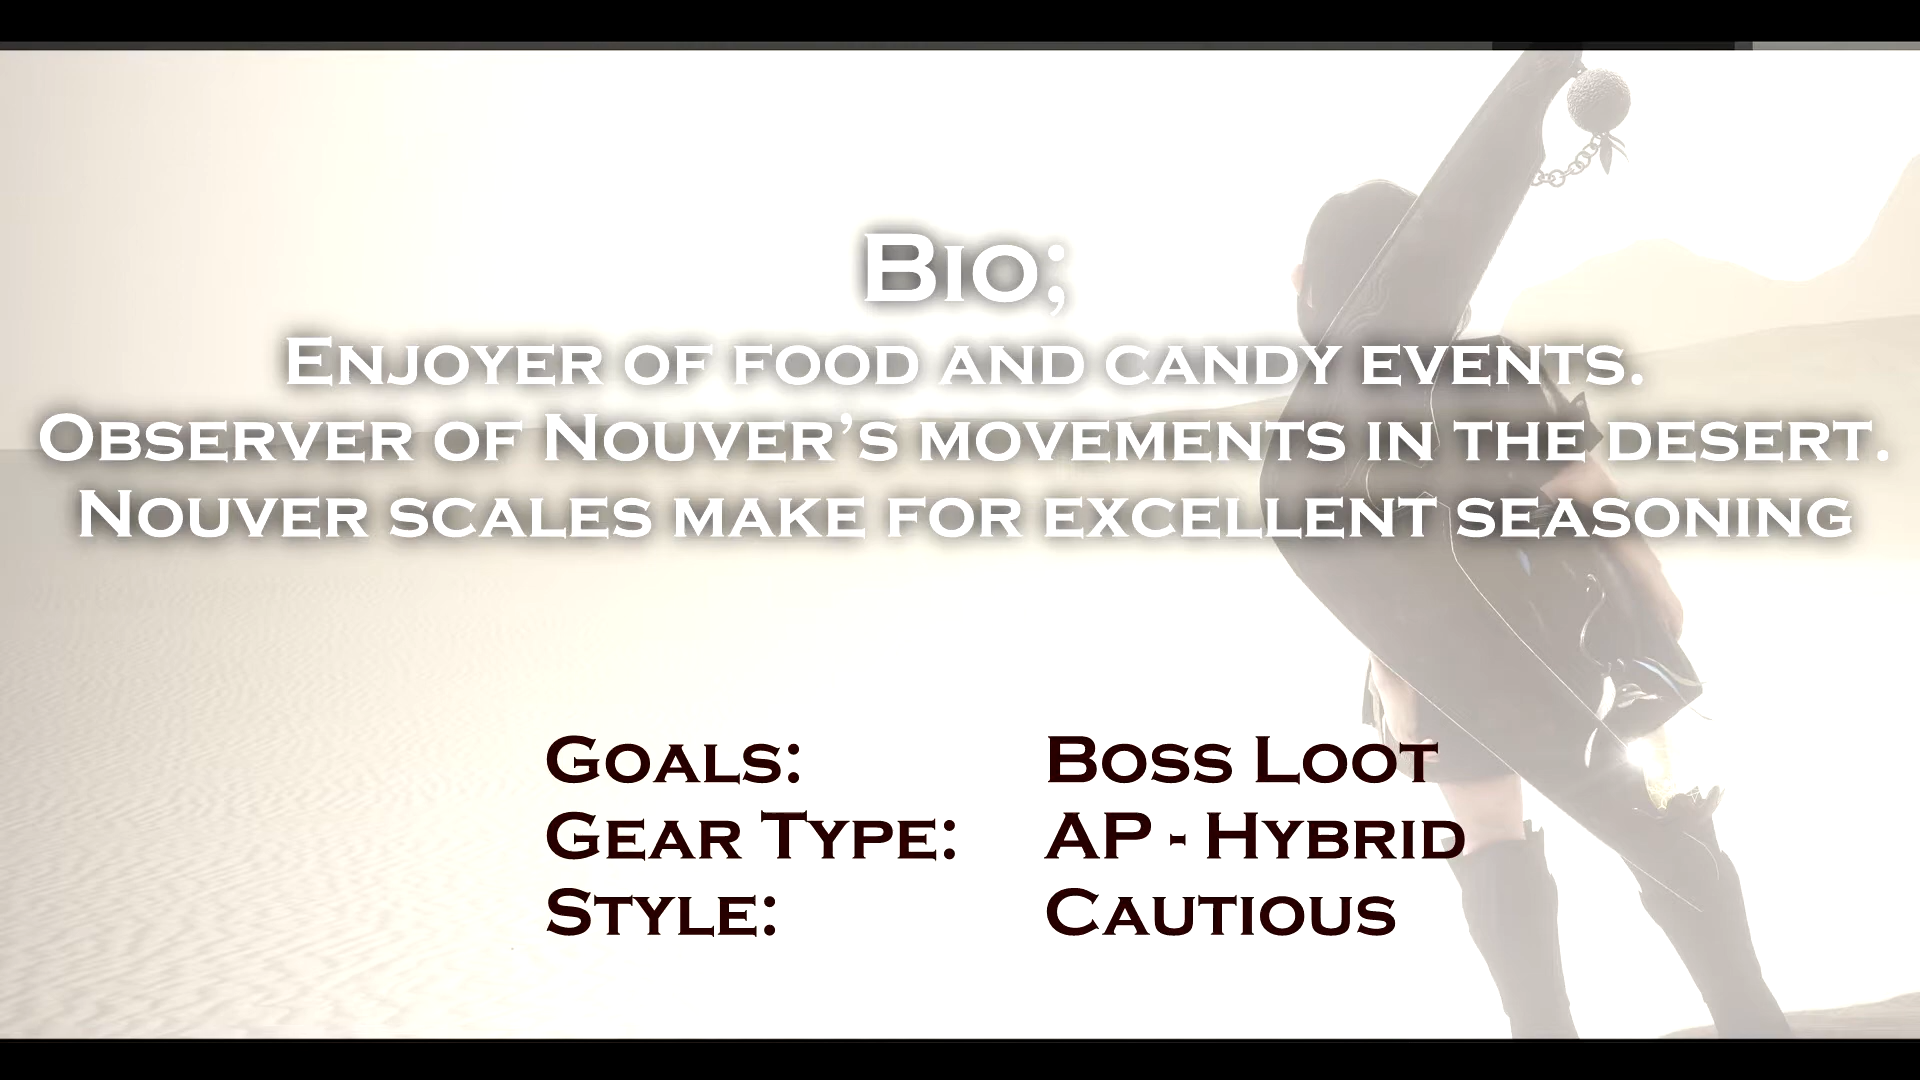 Bio;
Enjoyer of food and candy events.
Observer of Nouver’s movements in the desert.
Nouver scales make for excellent seasoning
Goals: Boss Loot
Gear Type: AP - Hybrid
Style: Cautious